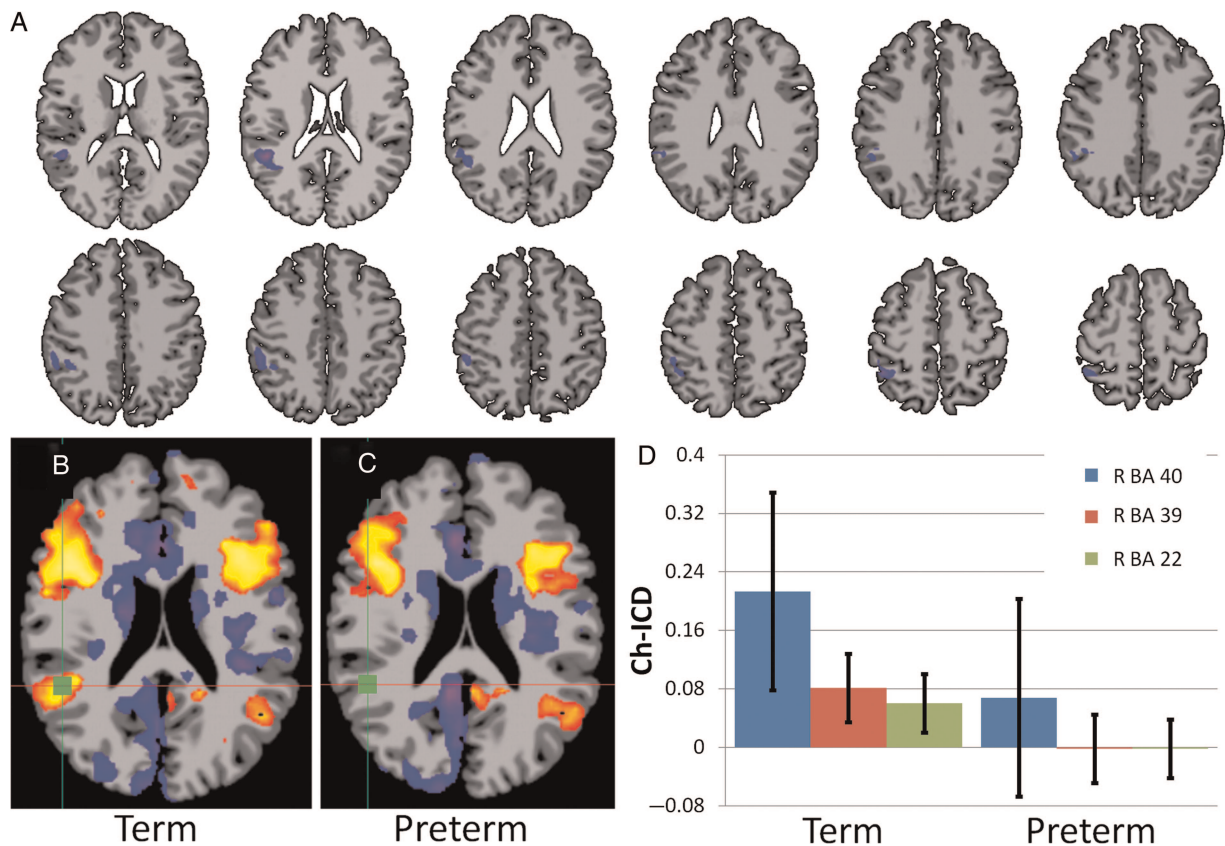 A
B
C
D
0.4
0.32
0.24
0.16
0.08
0
−0.08
Ch-ICD
R BA 40
R BA 39
R BA 22
Term
Preterm
Term
Preterm